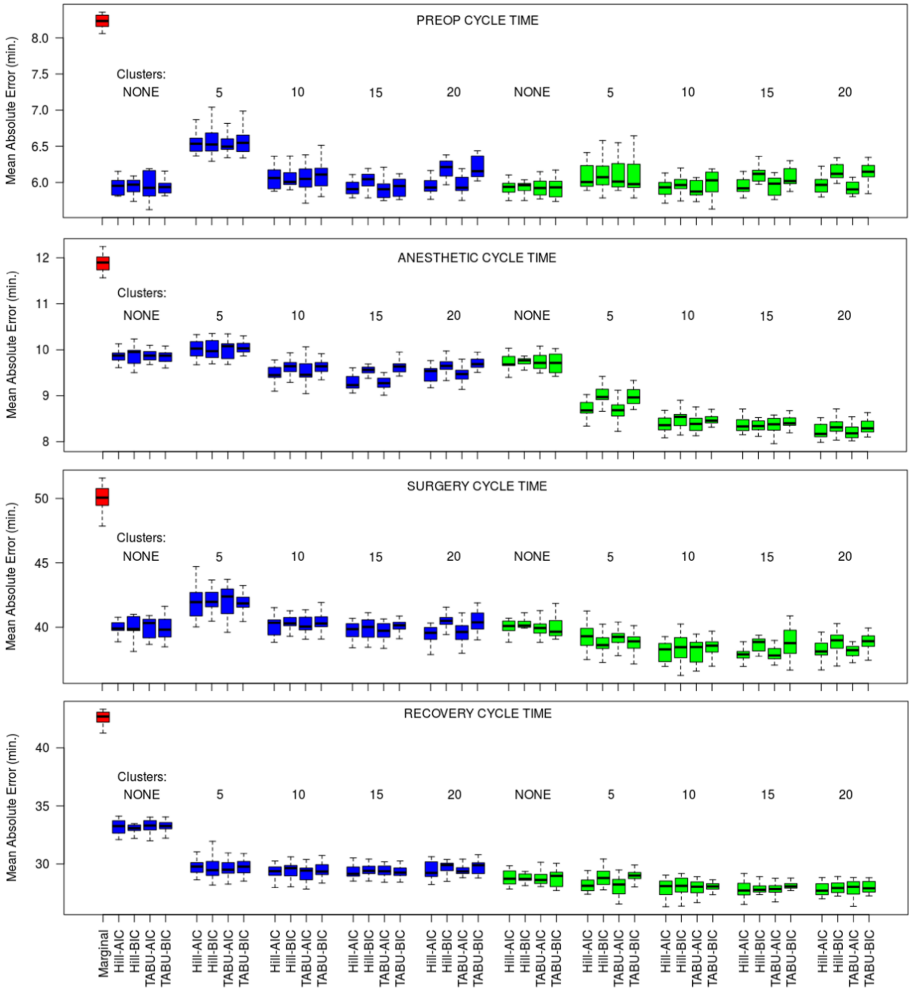 PREOP CYCLE TIME
Mean Absolute Error (min.)
8.0
7.5
7.0
6.5
6.0
Clusters:
NONE 5 10 15 20 NONE 5 10 15 20
ANESTHETIC CYCLE TIME
Mean Absolute Error (min.)
12
11
10
9
8
Clusters:
NONE 5 10 15 20 NONE 5 10 15 20
SURGERY CYCLE TIME
Mean Absolute Error (min.)
50
45
40
Clusters:
NONE 5 10 15 20 NONE 5 10 15 20
RECOVERY CYCLE TIME
Mean Absolute Error (min.)
40
35
30
Clusters:
NONE 5 10 15 20 NONE 5 10 15 20
Marginal
Hill-AIC
Hill-BIC
TABU-AIC
TABU-BIC
Hill-AIC
Hill-BIC
TABU-AIC
TABU-BIC
Hill-AIC
Hill-BIC
TABU-AIC
TABU-BIC
Hill-AIC
Hill-BIC
TABU-AIC
TABU-BIC
Hill-AIC
Hill-BIC
TABU-AIC
TABU-BIC
Hill-AIC
Hill-BIC
TABU-AIC
TABU-BIC
Hill-AIC
Hill-BIC
TABU-AIC
TABU-BIC
Hill-AIC
Hill-BIC
TABU-AIC
TABU-BIC
Hill-AIC
Hill-BIC
TABU-AIC
TABU-BIC
Hill-AIC
Hill-BIC
TABU-AIC
TABU-BIC